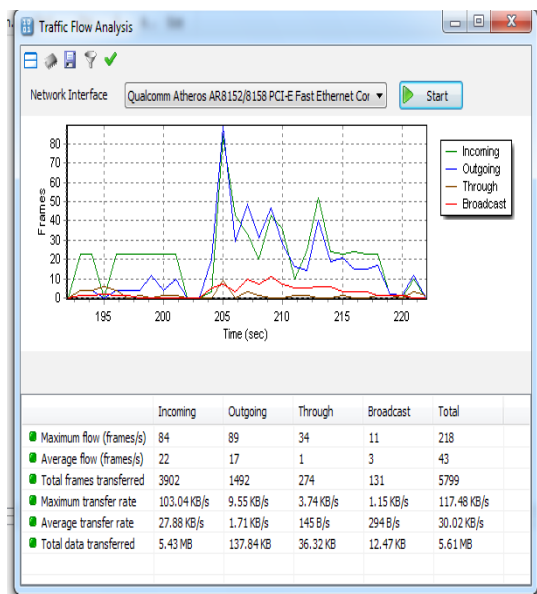 Traffic Flow Analysis
Network Interface Qualcomm Atheros AR8152/8158 PCI-E Fast Ethernet Cor Start
Frames
80
70
60
50
40
30
20
10
0
195 200 205 210 215 220
Time (sec)
Incoming
Outgoing
Through
Broadcast
Incoming Outgoing Through Broadcast Total
Maximum flow (frames/s) 84 89 34 11 218
Average flow (frames/s) 22 17 1 3 43
Total frames transferred 3902 1492 274 131 5799
Maximum transfer rate 103.04 KB/s 9.55 KB/s 3.74 KB/s 1.15 KB/s 117.48 KB/s
Average transfer rate 27.88 KB/s 1.71 KB/s 145 B/s 294 B/s 30.02 KB/s
Total data transferred 5.43 MB 137.84 KB 36.32 KB 12.47 KB 5.61 MB